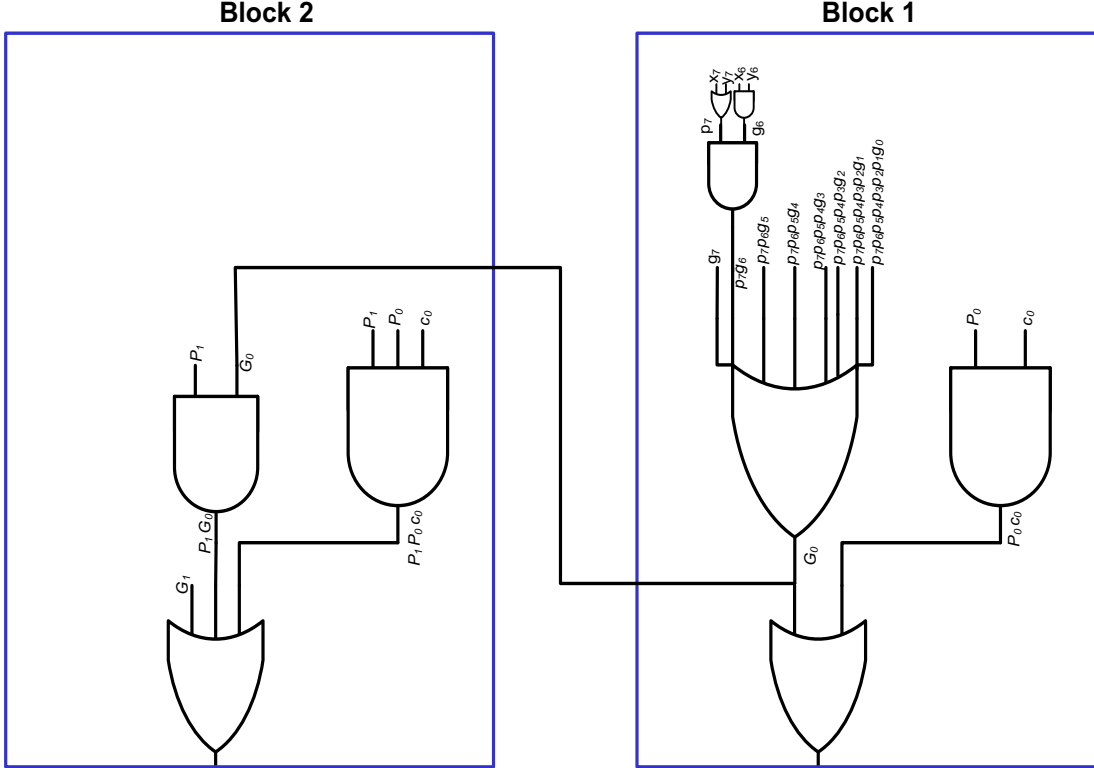 Block 2
Block 1
x₇
y₇
x₆
y₆
p₇
g₆
g₇
p₇g₆
p₇p₆g₅
p₇p₆p₅g₄
p₇p₆p₅p₄g₃
p₇p₆p₅p₄p₃g₂
p₇p₆p₅p₄p₃p₂g₁
p₇p₆p₅p₄p₃p₂p₁g₀
P₁
G₀
P₁
P₀
c₀
P₀
c₀
P₁ G₀
P₁ P₀ c₀
G₀
P₀ c₀
G₁